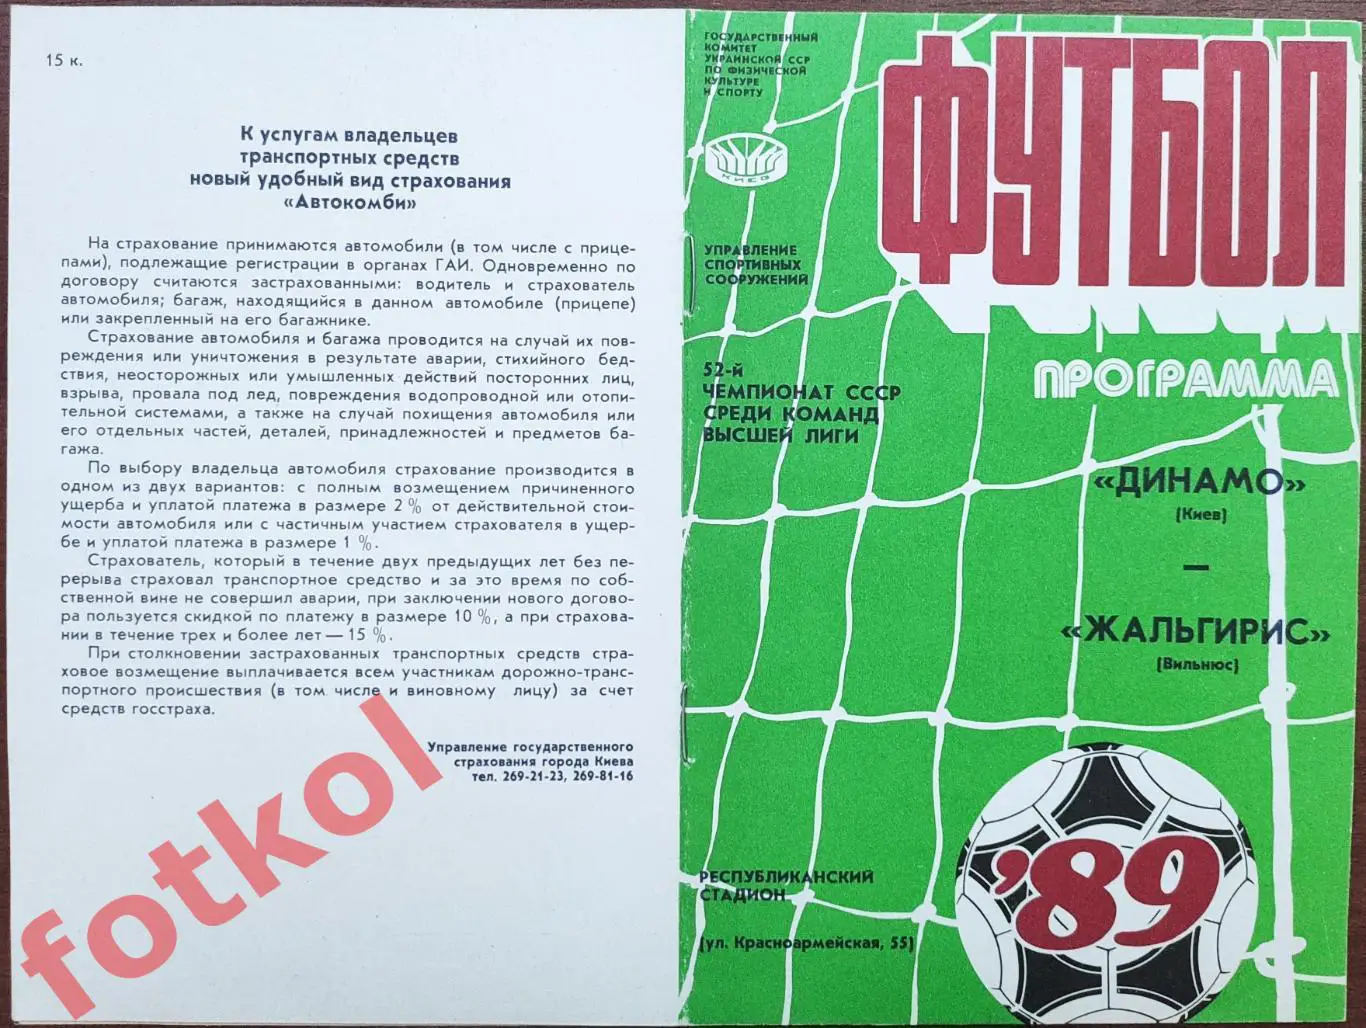 15 к.
К услугам владельцев
транспортных средств
новый удобный вид страхования
«Автокомби»
На страхование принимаются автомобили (в том числе с прице-
пами), подлежащие регистрации в органах ГАИ. Одновременно по
договору считаются застрахованными: водитель и страхователь
автомобиля; багаж, находящийся в данном автомобиле (прицепе)
или закрепленный на его багажнике.
Страхование автомобиля и багажа проводится на случай их пов-
реждения или уничтожения в результате аварии, стихийного бед-
ствия, неосторожных или умышленных действий посторонних лиц,
взрыва, провала под лед, повреждения водопроводной или отопи-
тельной системами, а также на случай похищения автомобиля или
его отдельных частей, деталей, принадлежностей и предметов ба-
гажа.
По выбору владельца автомобиля страхование производится в
одном из двух вариантов: с полным возмещением причиненного
ущерба и уплатой платежа в размере 2 % от действительной стои-
мости автомобиля или с частичным участием страхователя в ущер-
бе и уплатой платежа в размере 1 %.
Страхователь, который в течение двух предыдущих лет без пе-
рерыва страховал транспортное средство и за это время по соб-
ственной вине не совершил аварии, при заключении нового догово-
ра пользуется скидкой по платежу в размере 10 %, а при страхова-
нии в течение трех и более лет — 15 %.
При столкновении застрахованных транспортных средств стра-
ховое возмещение выплачивается всем участникам дорожно-транс-
портного происшествия (в том числе и виновному лицу) за счет
средств госстраха.
Управление государственного
страхования города Киева
тел. 269-21-23, 269-81-16
fotkol
ГОСУДАРСТВЕННЫЙ
КОМИТЕТ
УКРАИНСКОЙ ССР
ПО ФИЗИЧЕСКОЙ
КУЛЬТУРЕ
И СПОРТУ
КИЕВ
УПРАВЛЕНИЕ
СПОРТИВНЫХ
СООРУЖЕНИЙ
ФУТБОЛ
ПРОГРАММА
52-й
ЧЕМПИОНАТ СССР
СРЕДИ КОМАНД
ВЫСШЕЙ ЛИГИ
«ДИНАМО»
(Киев)
—
«ЖАЛЬГИРИС»
(Вильнюс)
'89
РЕСПУБЛИКАНСКИЙ
СТАДИОН
(ул. Красноармейская, 55)